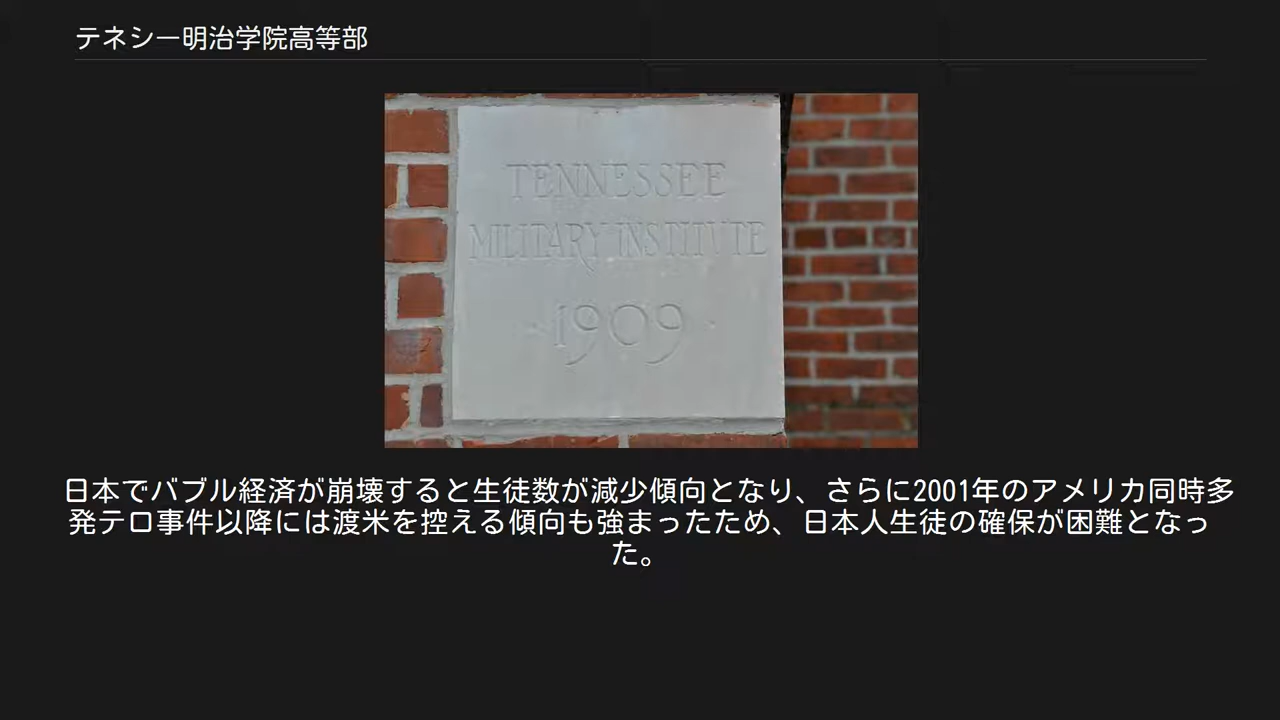 テネシー明治学院高等部
TENNESSEE
MILITARY INSTITVTE
1909
日本でバブル経済が崩壊すると生徒数が減少傾向となり、さらに2001年のアメリカ同時多
発テロ事件以降には渡米を控える傾向も強まったため、日本人生徒の確保が困難となっ
た。